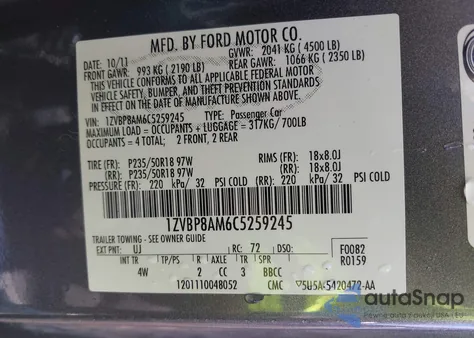 MFD. BY FORD MOTOR CO.
DATE: 10/11 GVWR: 2041 KG (4500 LB)
FRONT GAWR: 993 KG (2190 LB) REAR GAWR: 1066 KG (2350 LB)
THIS VEHICLE CONFORMS TO ALL APPLICABLE FEDERAL MOTOR
VEHICLE SAFETY, BUMPER, AND THEFT PREVENTION STANDARDS
IN EFFECT ON THE DATE OF MANUFACTURE SHOWN ABOVE.
VIN: 1ZVBP8AM6C5259245 TYPE: Passenger Car
MAXIMUM LOAD = OCCUPANTS + LUGGAGE = 317KG/700LB
OCCUPANTS = 4 TOTAL: 2 FRONT, 2 REAR
TIRE (FR): P235/50R18 97W RIMS (FR): 18x8.0J
(RR): P235/50R18 97W (RR): 18x8.0J
PRESSURE (FR): 220 kPa/ 32 PSI COLD (RR): 220 kPa/ 32 PSI COLD
1ZVBP8AM6C5259245
TRAILER TOWING - SEE OWNER GUIDE
EXT PNT: UJ RC: 72 DSO: F0082
INT TR TP R AXLE TR SPR R0159
4W 2 CC 3 BBCC
1201110048052 CMC 5U5A 5420472-AA
autoSnap